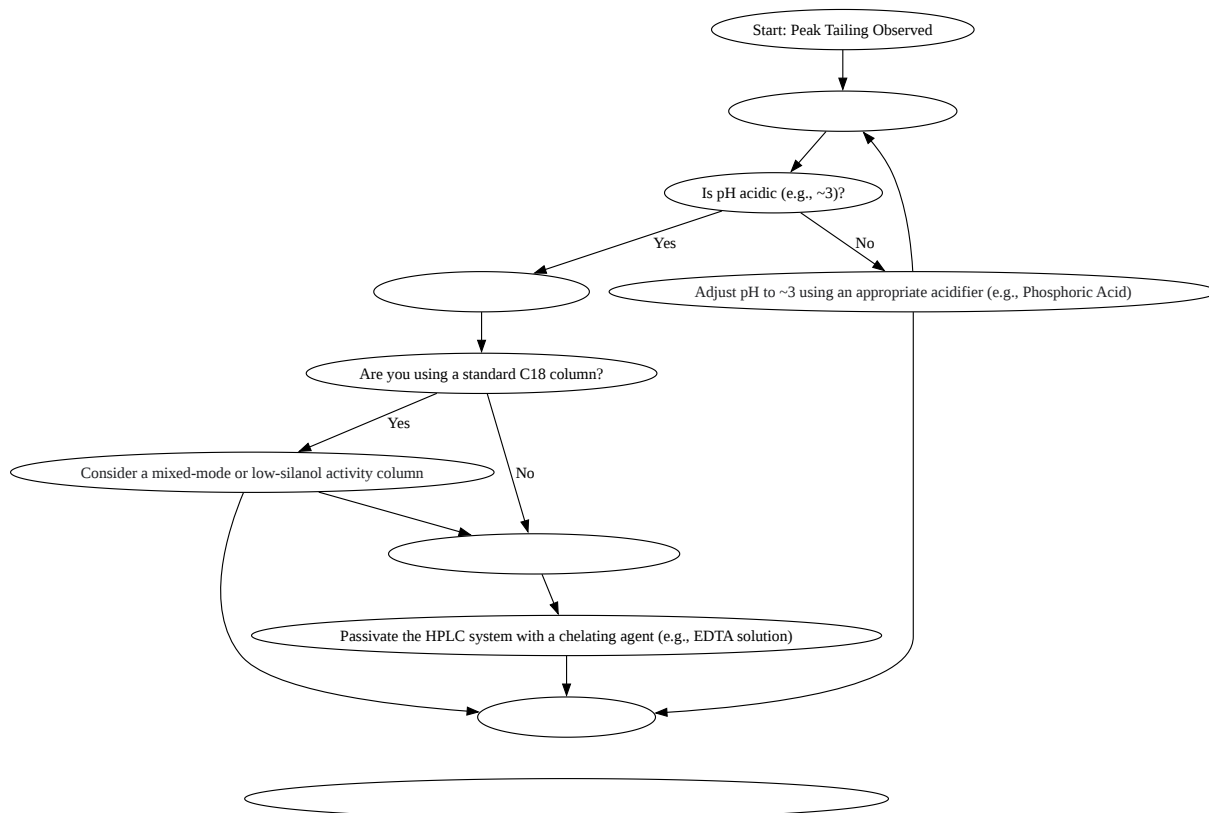 Start: Peak Tailing Observed
Is pH acidic (e.g., ~3)?
Yes
No
Adjust pH to ~3 using an appropriate acidifier (e.g., Phosphoric Acid)
Are you using a standard C18 column?
Yes
Consider a mixed-mode or low-silanol activity column
No
Passivate the HPLC system with a chelating agent (e.g., EDTA solution)